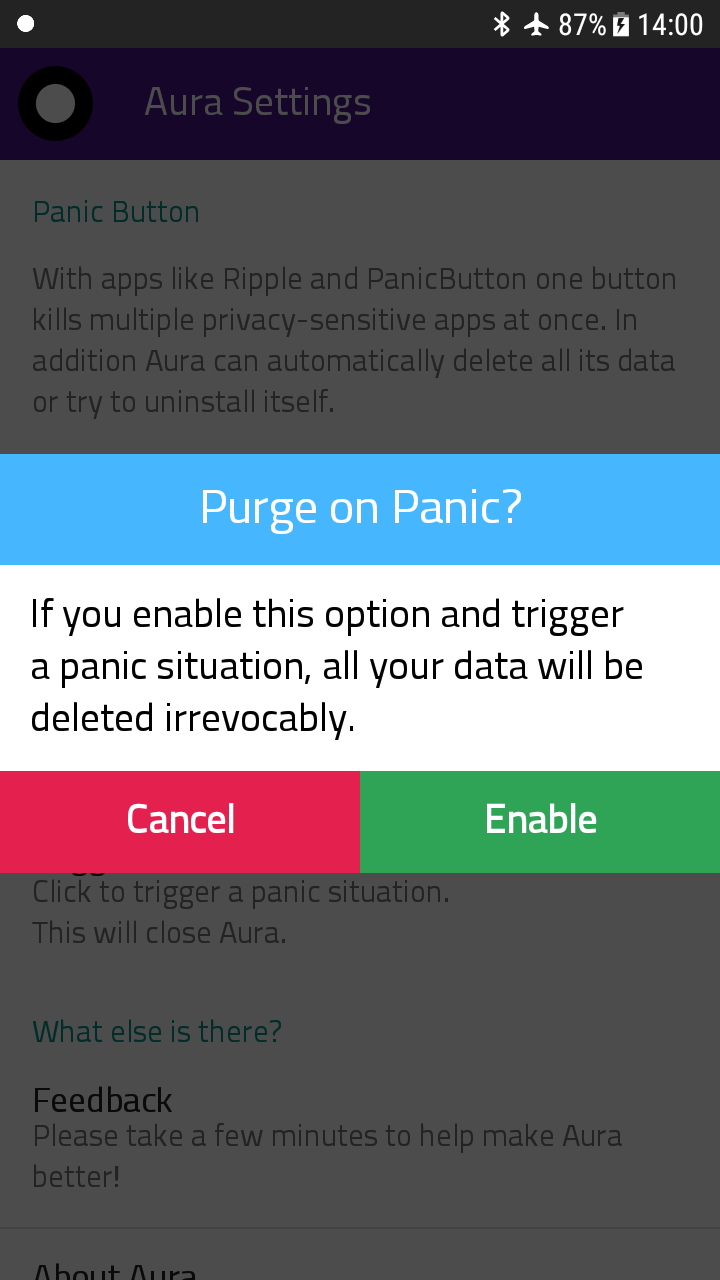 87% 14:00
Aura Settings
Panic Button
With apps like Ripple and PanicButton one button
kills multiple privacy-sensitive apps at once. In
addition Aura can automatically delete all its data
or try to uninstall itself.
Purge on Panic?
If you enable this option and trigger
a panic situation, all your data will be
deleted irrevocably.
Cancel Enable
Click to trigger a panic situation.
This will close Aura.
What else is there?
Feedback
Please take a few minutes to help make Aura
better!
About Aura